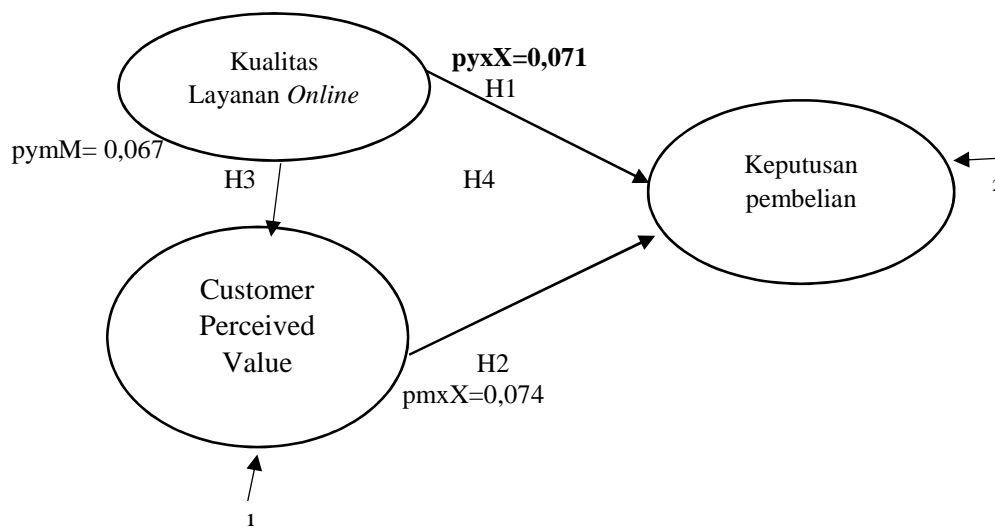 Kualitas
Layanan Online
pyxX=0,071
H1
pymM= 0,067
H3
H4
Keputusan
pembelian
Customer
Perceived
Value
H2
pmxX=0,074
1